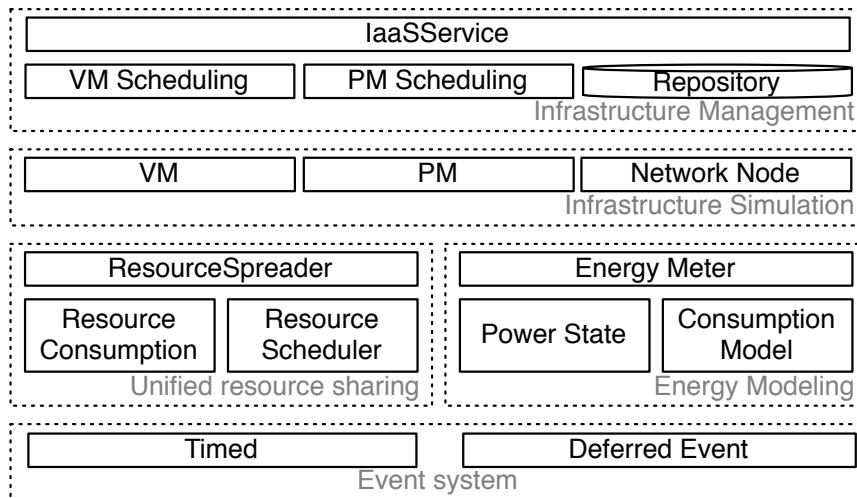 IaaSService
VM Scheduling
PM Scheduling
Repository
Infrastructure Management
VM
PM
Network Node
Infrastructure Simulation
ResourceSpreader
Resource
Consumption
Resource
Scheduler
Unified resource sharing
Energy Meter
Power State
Consumption
Model
Energy Modeling
Timed
Deferred Event
Event system